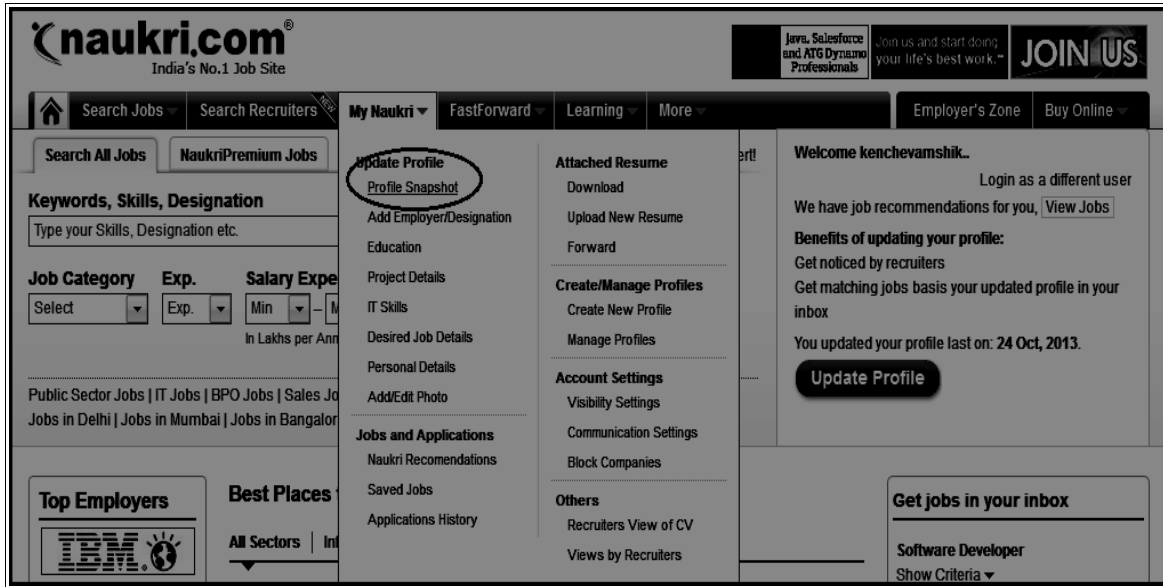 naukri.com®
India's No.1 Job Site
Java, Salesforce
and ATG Dynamo
Professionals
Join us and start doing
your life's best work.™
JOIN US
Search Jobs
Search Recruiters
NEW
My Naukri
FastForward
Learning
More
Employer's Zone
Buy Online
Search All Jobs
NaukriPremium Jobs
Keywords, Skills, Designation
Type your Skills, Designation etc.
Job Category Exp. Salary Expe
Select Exp. Min – M
In Lakhs per Ann
Public Sector Jobs | IT Jobs | BPO Jobs | Sales Jo
Jobs in Delhi | Jobs in Mumbai | Jobs in Bangalor
Update Profile
Profile Snapshot
Add Employer/Designation
Education
Project Details
IT Skills
Desired Job Details
Personal Details
Add/Edit Photo
Jobs and Applications
Naukri Recomendations
Saved Jobs
Applications History
Attached Resume
Download
Upload New Resume
Forward
Create/Manage Profiles
Create New Profile
Manage Profiles
Account Settings
Visibility Settings
Communication Settings
Block Companies
Others
Recruiters View of CV
Views by Recruiters
ert!
Welcome kenchevamshik..
Login as a different user
We have job recommendations for you, View Jobs
Benefits of updating your profile:
Get noticed by recruiters
Get matching jobs basis your updated profile in your
inbox
You updated your profile last on: 24 Oct, 2013.
Update Profile
Top Employers
IBM
Best Places t
All Sectors | Int
Get jobs in your inbox
Software Developer
Show Criteria